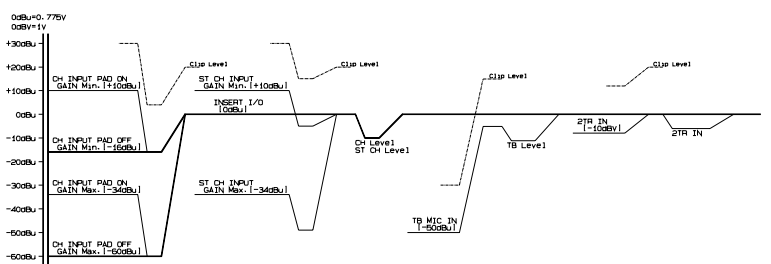 0dBu=0.775V
0dBV=1V
+30dBu
+20dBu
+10dBu
0dBu
-10dBu
-20dBu
-30dBu
-40dBu
-50dBu
-60dBu
CH INPUT PAD ON
GAIN Min. [+10dBu]
CH INPUT PAD OFF
GAIN Min. [-16dBu]
CH INPUT PAD ON
GAIN Max. [-34dBu]
CH INPUT PAD OFF
GAIN Max. [-60dBu]
Clip Level
ST CH INPUT
GAIN Min. [+10dBu]
INSERT I/O
[0dBu]
ST CH INPUT
GAIN Max. [-34dBu]
Clip Level
CH Level
ST CH Level
TB MIC IN
[-50dBu]
Clip Level
TB Level
2TR IN
[-10dBV]
Clip Level
2TR IN